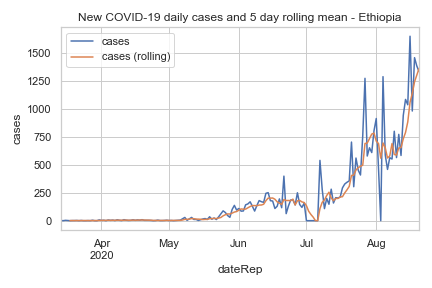 New COVID-19 daily cases and 5 day rolling mean - Ethiopia
cases
cases (rolling)
1500
1250
1000
750
500
250
0
cases
Apr
2020
May
Jun
Jul
Aug
dateRep